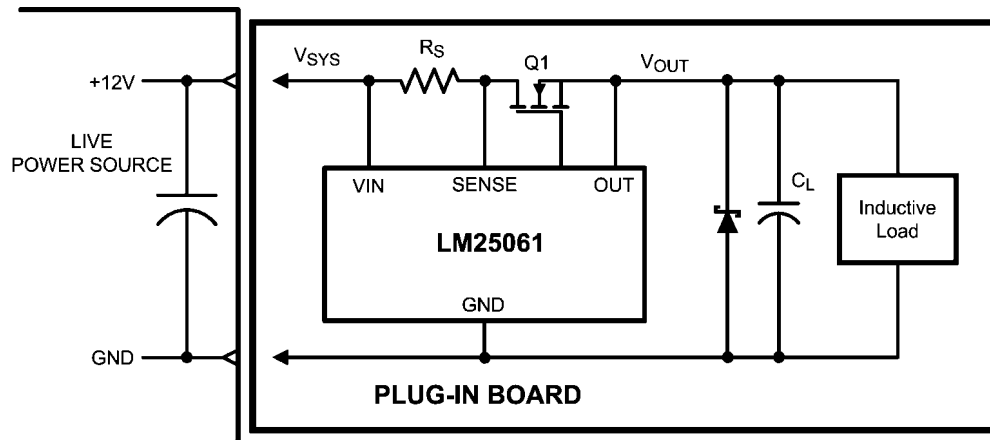 +12V
LIVE
POWER SOURCE
GND
VSYS
RS
Q1
VOUT
VIN
SENSE
OUT
LM25061
GND
CL
Inductive
Load
PLUG-IN BOARD